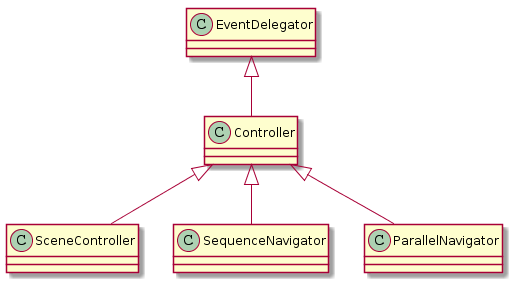 C EventDelegator
C Controller
C SceneController
C SequenceNavigator
C ParallelNavigator